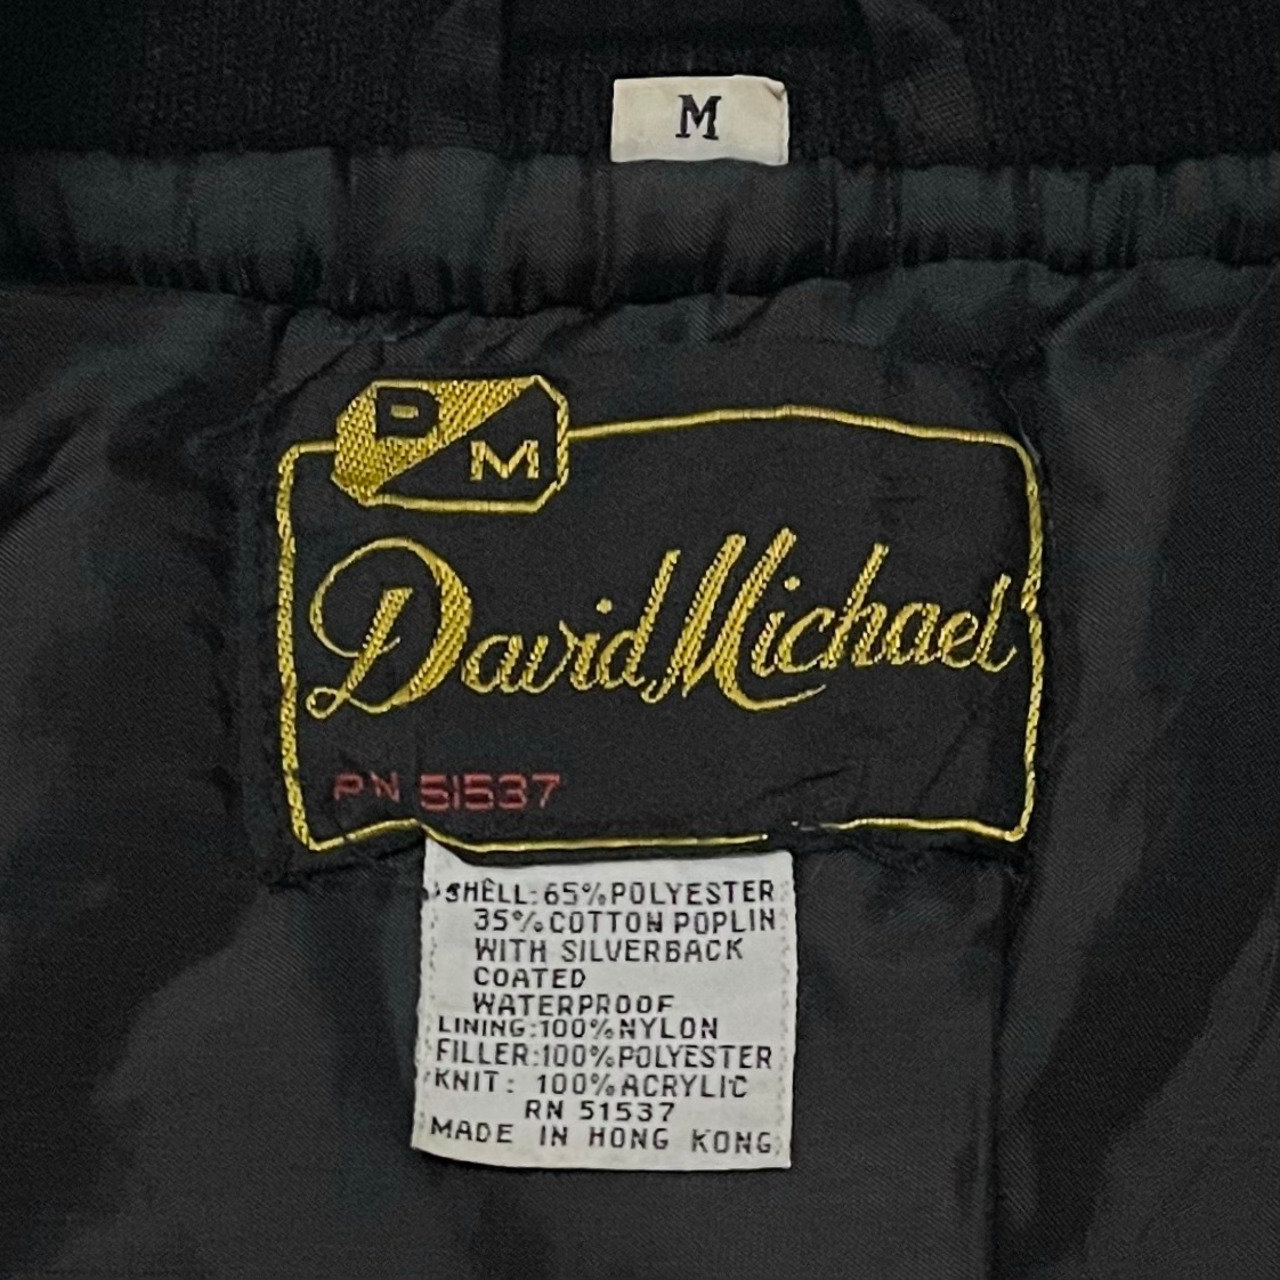 M
D
M
David Michael
RN 51537
SHELL:65%POLYESTER
35%COTTON POPLIN
WITH SILVERBACK
COATED
WATERPROOF
LINING:100%NYLON
FILLER:100%POLYESTER
KNIT: 100%ACRYLIC
RN 51537
MADE IN HONG KONG